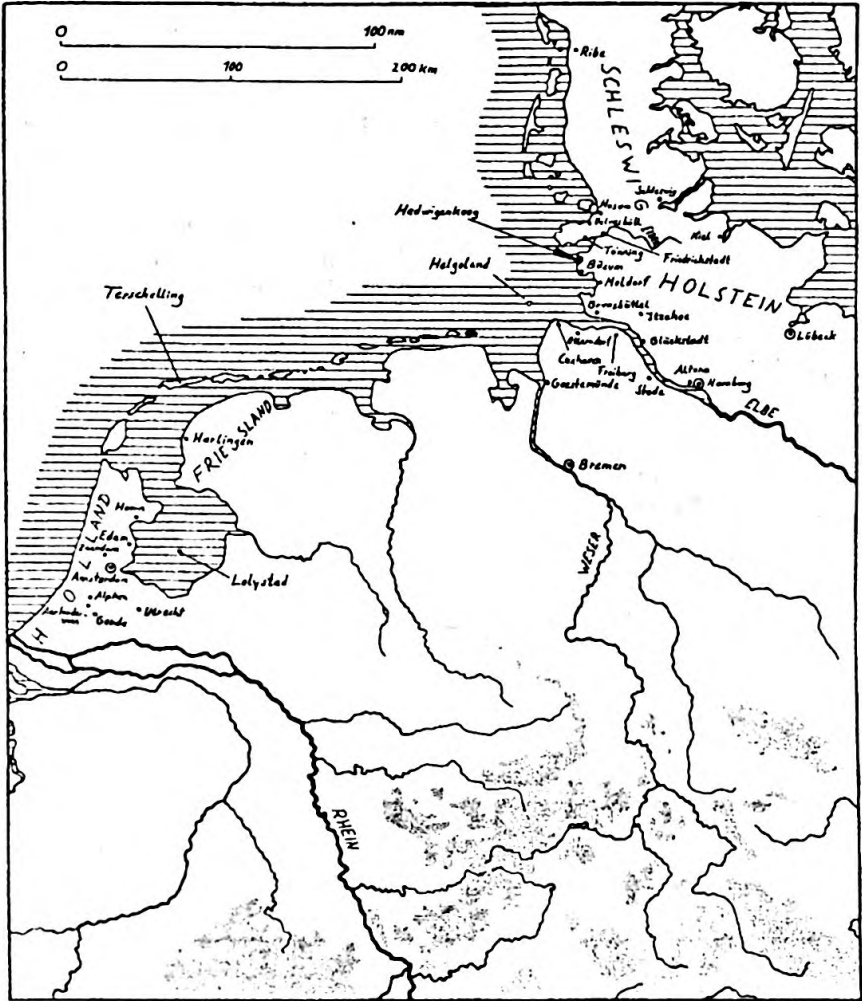 0 100 nm
0 100 200 km
Ribe
SCHLESWIG
Schleswig
Husum
Hedwigenkoog
Kiel
Tönning
Friedrichstadt
Büsum
Helgoland
Meldorf
HOLSTEIN
Terschelling
Itzehoe
Lübeck
Glückstadt
Freiburg
Altona
Geestemünde
Stade
Hamburg
ELBE
Harlingen
FRIESLAND
Bremen
HOLLAND
Hoorn
Edam
WESER
Amsterdam
Lelystad
Alphen
Utrecht
Gouda
RHEIN